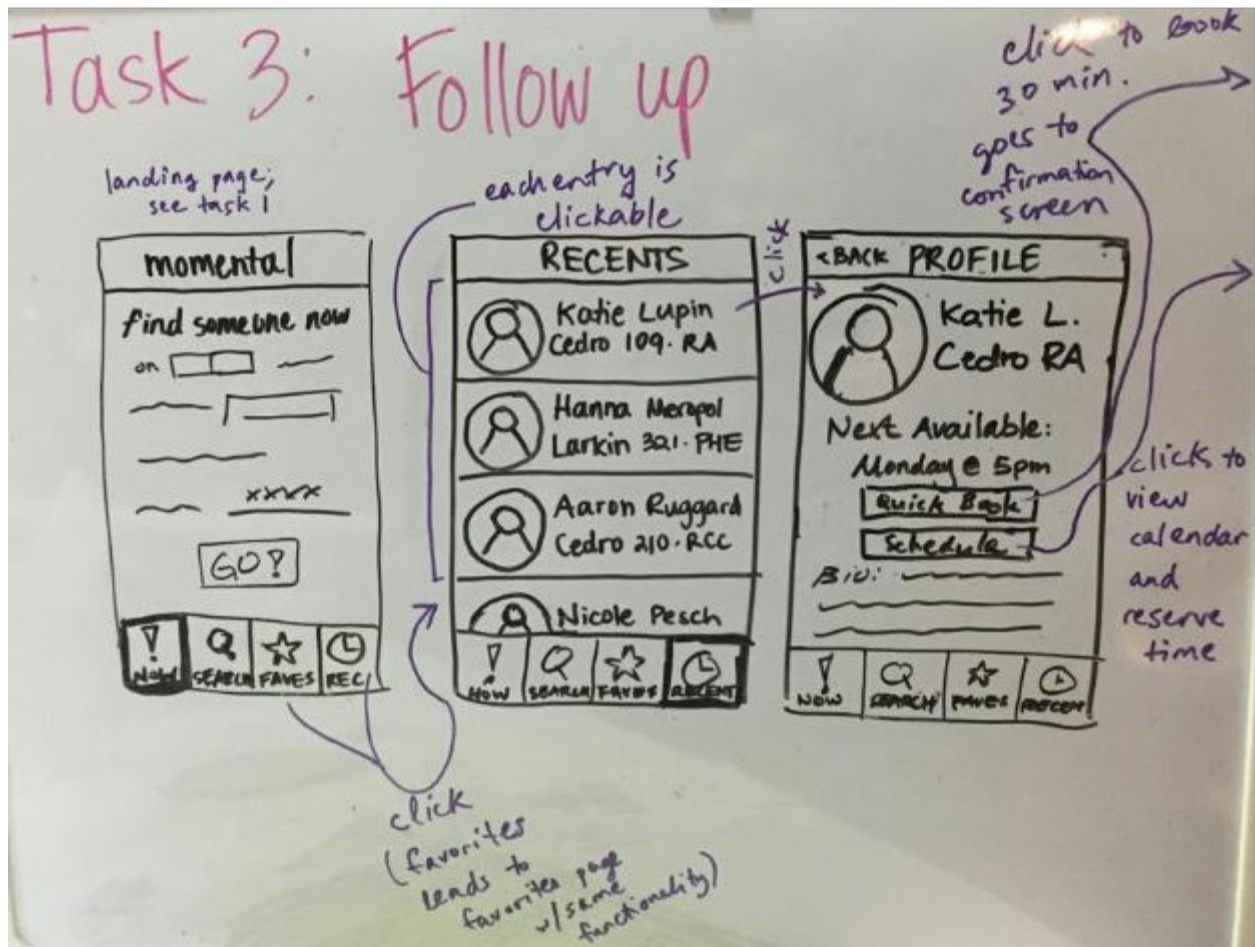 Task 3: Follow up
landing page;
see task 1
each entry is
clickable
click to book
30 min.
goes to
confirmation
screen
momental
find someone now
on
xxxx
GO?
NOW
SEARCH
FAVES
REC
RECENTS
Katie Lupin
Cedro 109. RA
Hanna Meropol
Larkin 321. PHE
Aaron Ruggard
Cedro 210. RCC
Nicole Pesch
NOW
SEARCH
FAVES
RECENT
click
<BACK PROFILE
Katie L.
Cedro RA
Next Available:
Monday @ 5pm
Quick Book
Schedule
Bio:
NOW
SEARCH
FAVES
RECENT
clicks to
view
calendar
and
reserve
time
click
(favorites
leads to
favorites page
w/same
functionality)